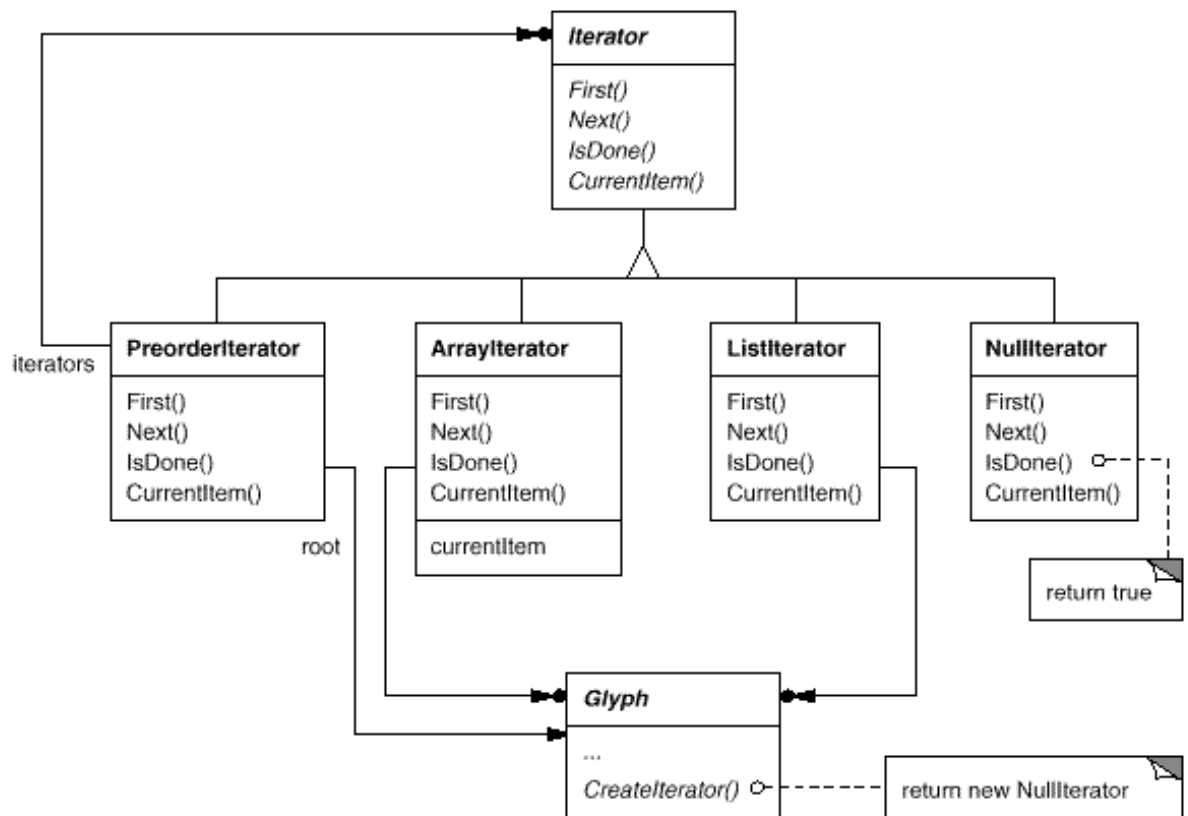 Iterator
First()
Next()
IsDone()
CurrentItem()
iterators
PreorderIterator
First()
Next()
IsDone()
CurrentItem()
root
ArrayIterator
First()
Next()
IsDone()
CurrentItem()
currentItem
ListIterator
First()
Next()
IsDone()
CurrentItem()
NullIterator
First()
Next()
IsDone()
CurrentItem()
return true
Glyph
...
CreateIterator()
return new NullIterator